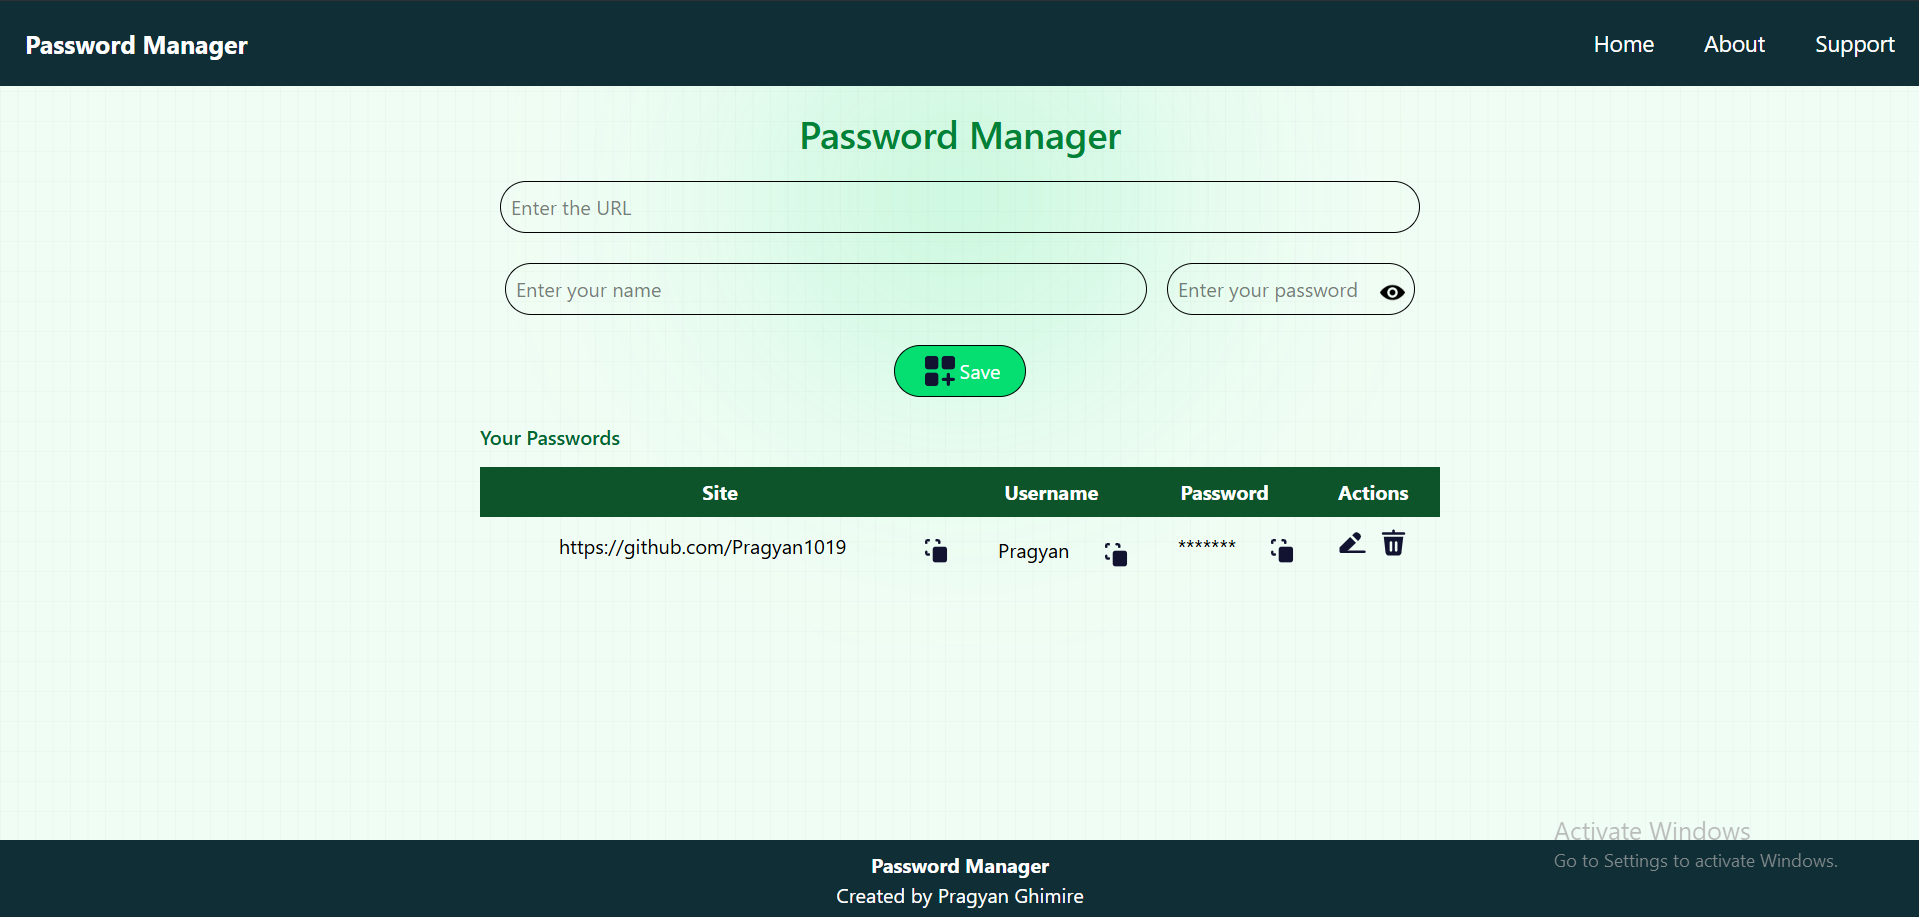 Password Manager
Home About Support
Password Manager
Enter the URL
Enter your name
Enter your password
Save
Your Passwords
Site Username Password Actions
https://github.com/Pragyan1019 Pragyan *******
Activate Windows
Go to Settings to activate Windows.
Password Manager
Created by Pragyan Ghimire